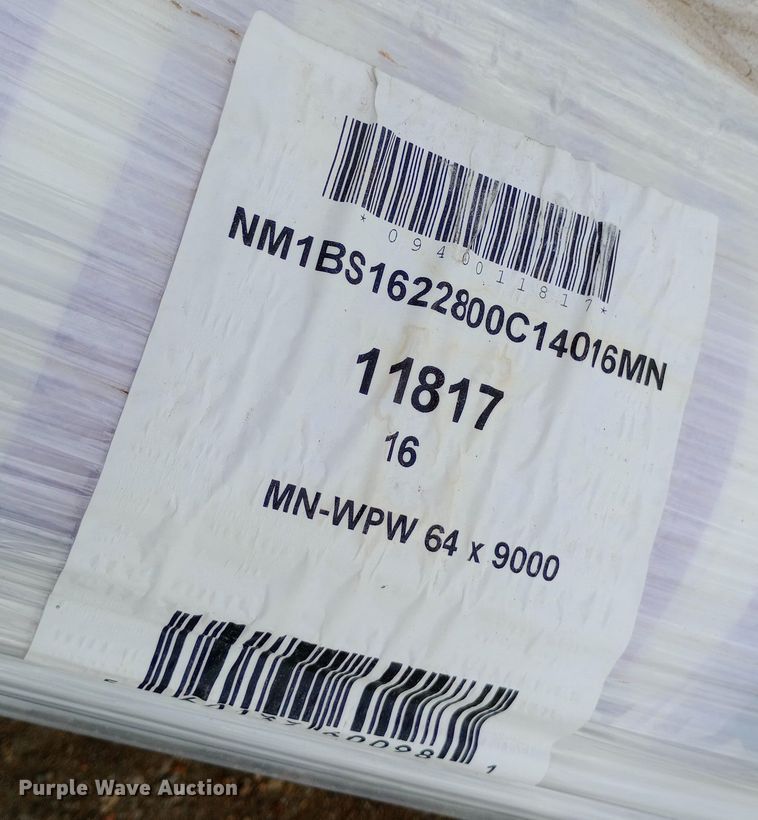 *0940011817*
NM1BS1622800C14016MN
11817
16
MN-WPW 64 x 9000
Purple Wave Auction